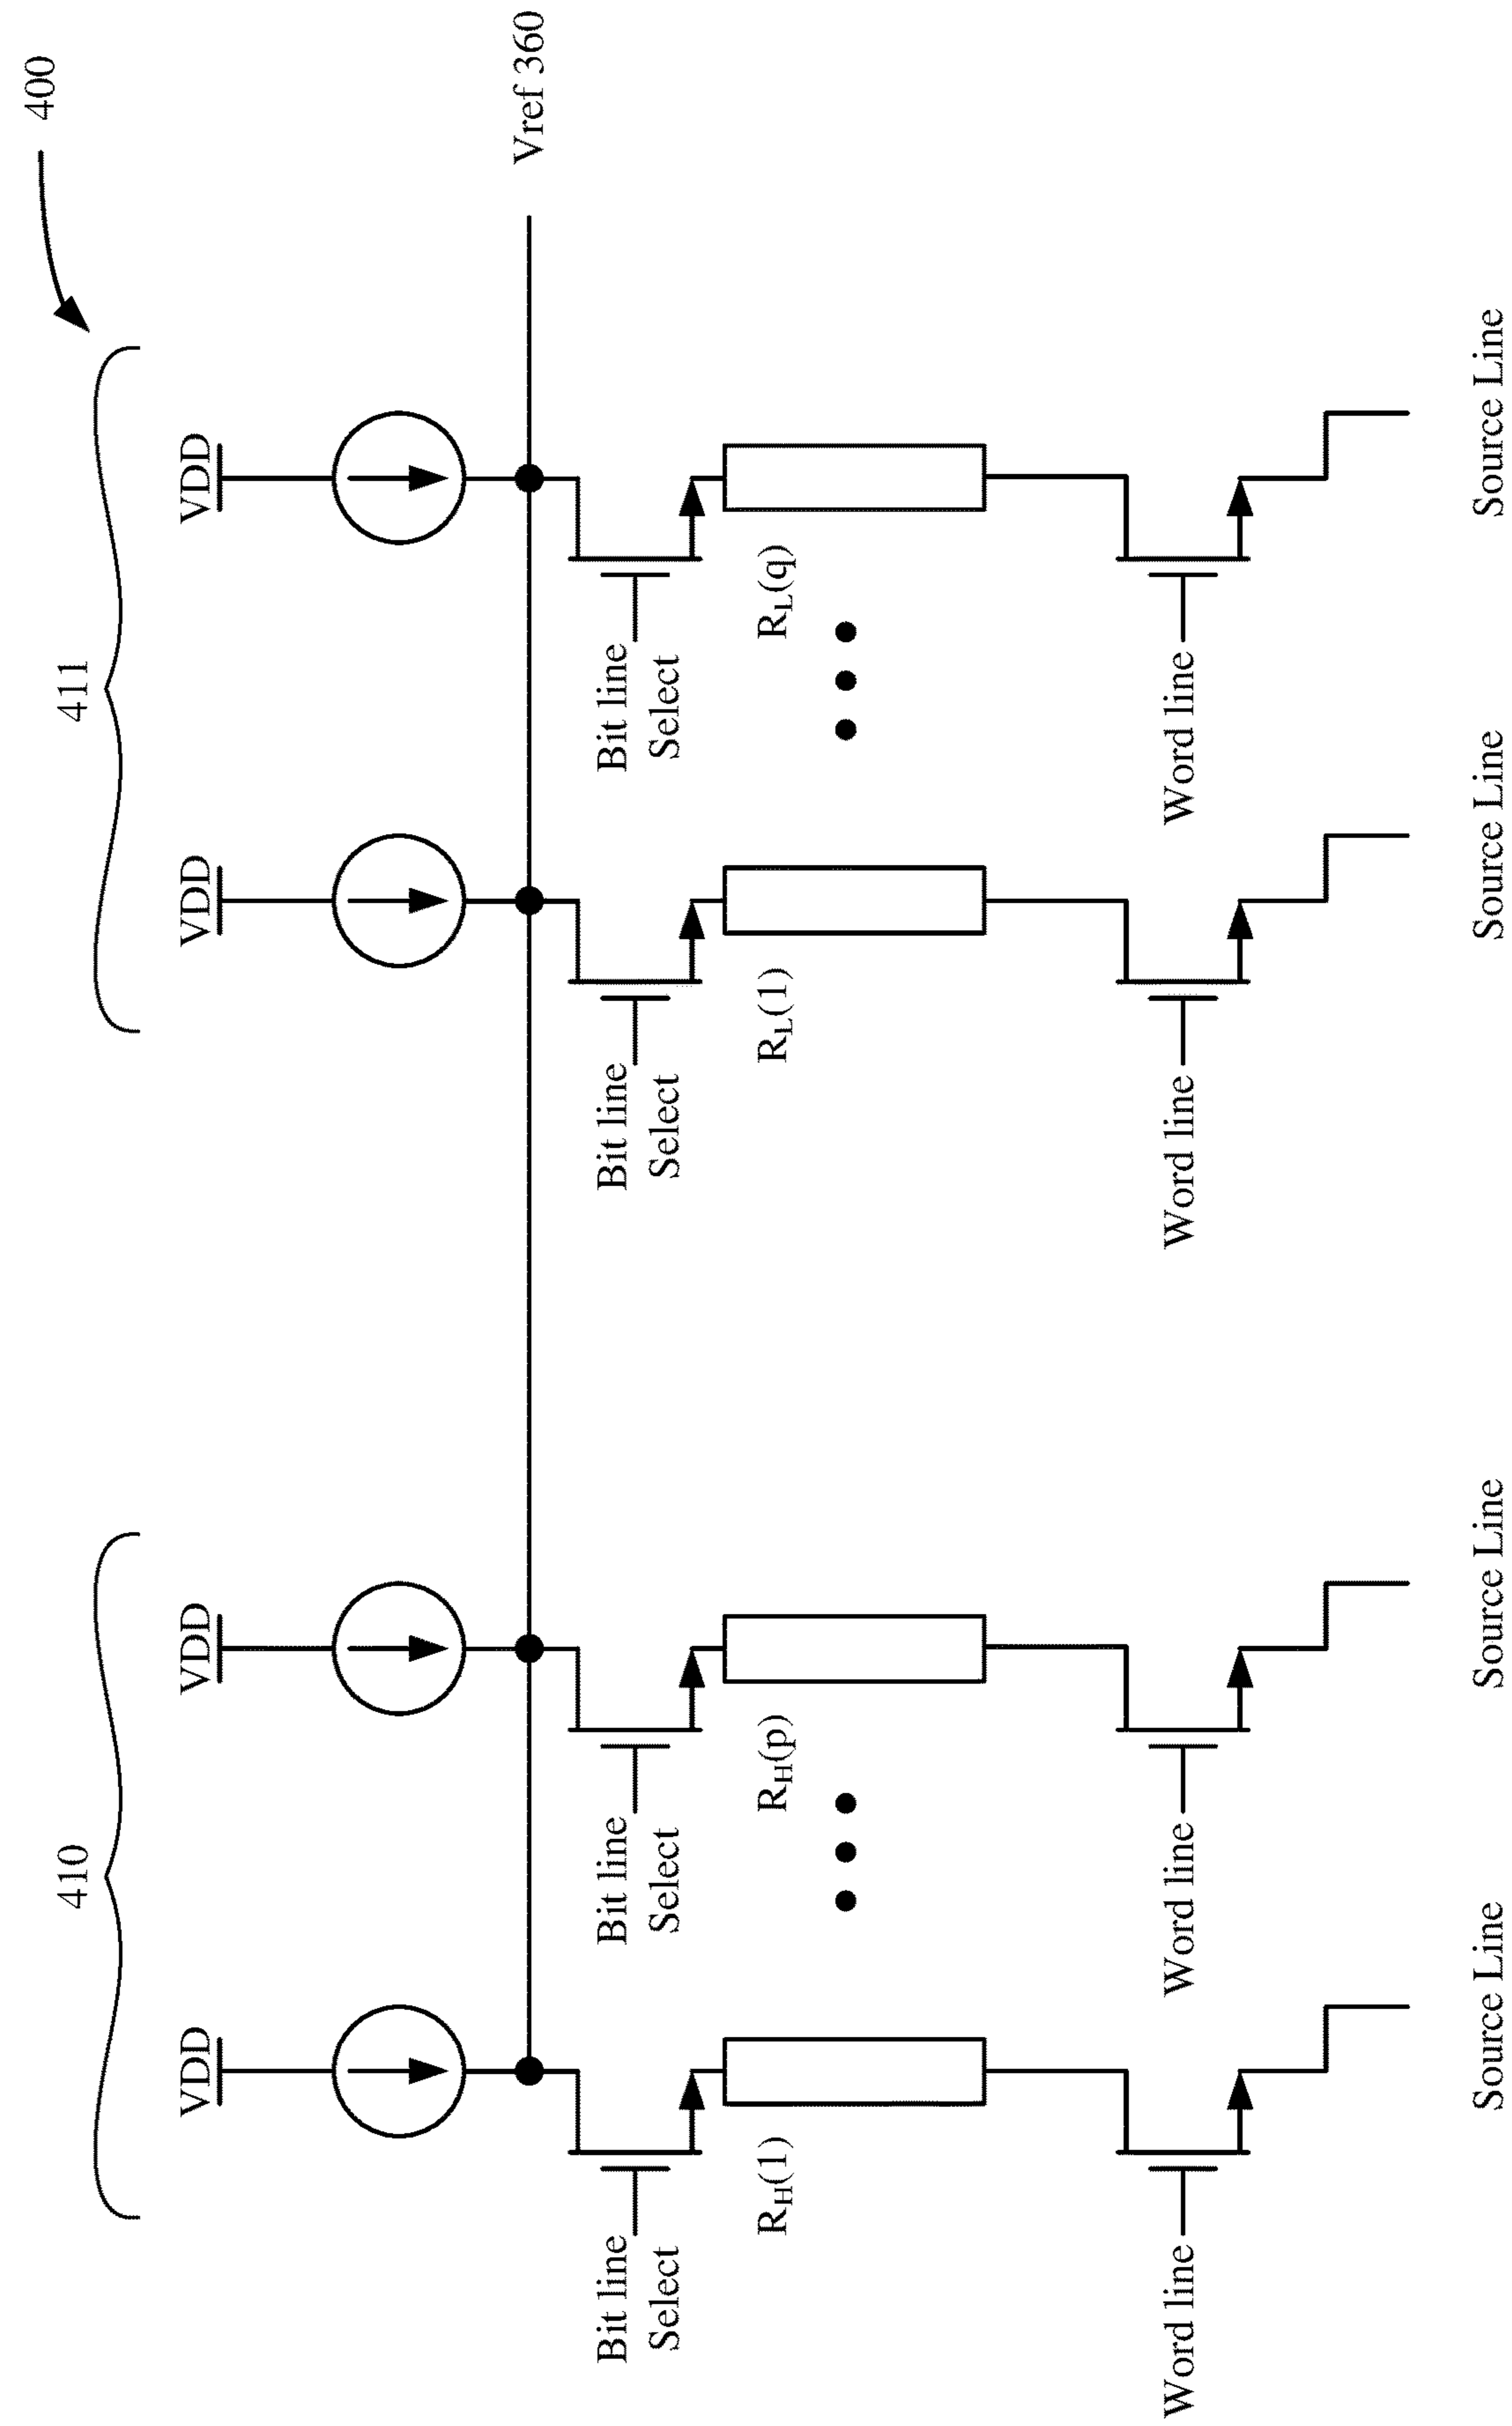 400
410
411
VDD
VDD
VDD
VDD
Vref 360
Bit line
Select
Bit line
Select
Bit line
Select
Bit line
Select
R_H(1)
R_H(p)
R_L(1)
R_L(q)
Word line
Word line
Word line
Word line
Source Line
Source Line
Source Line
Source Line